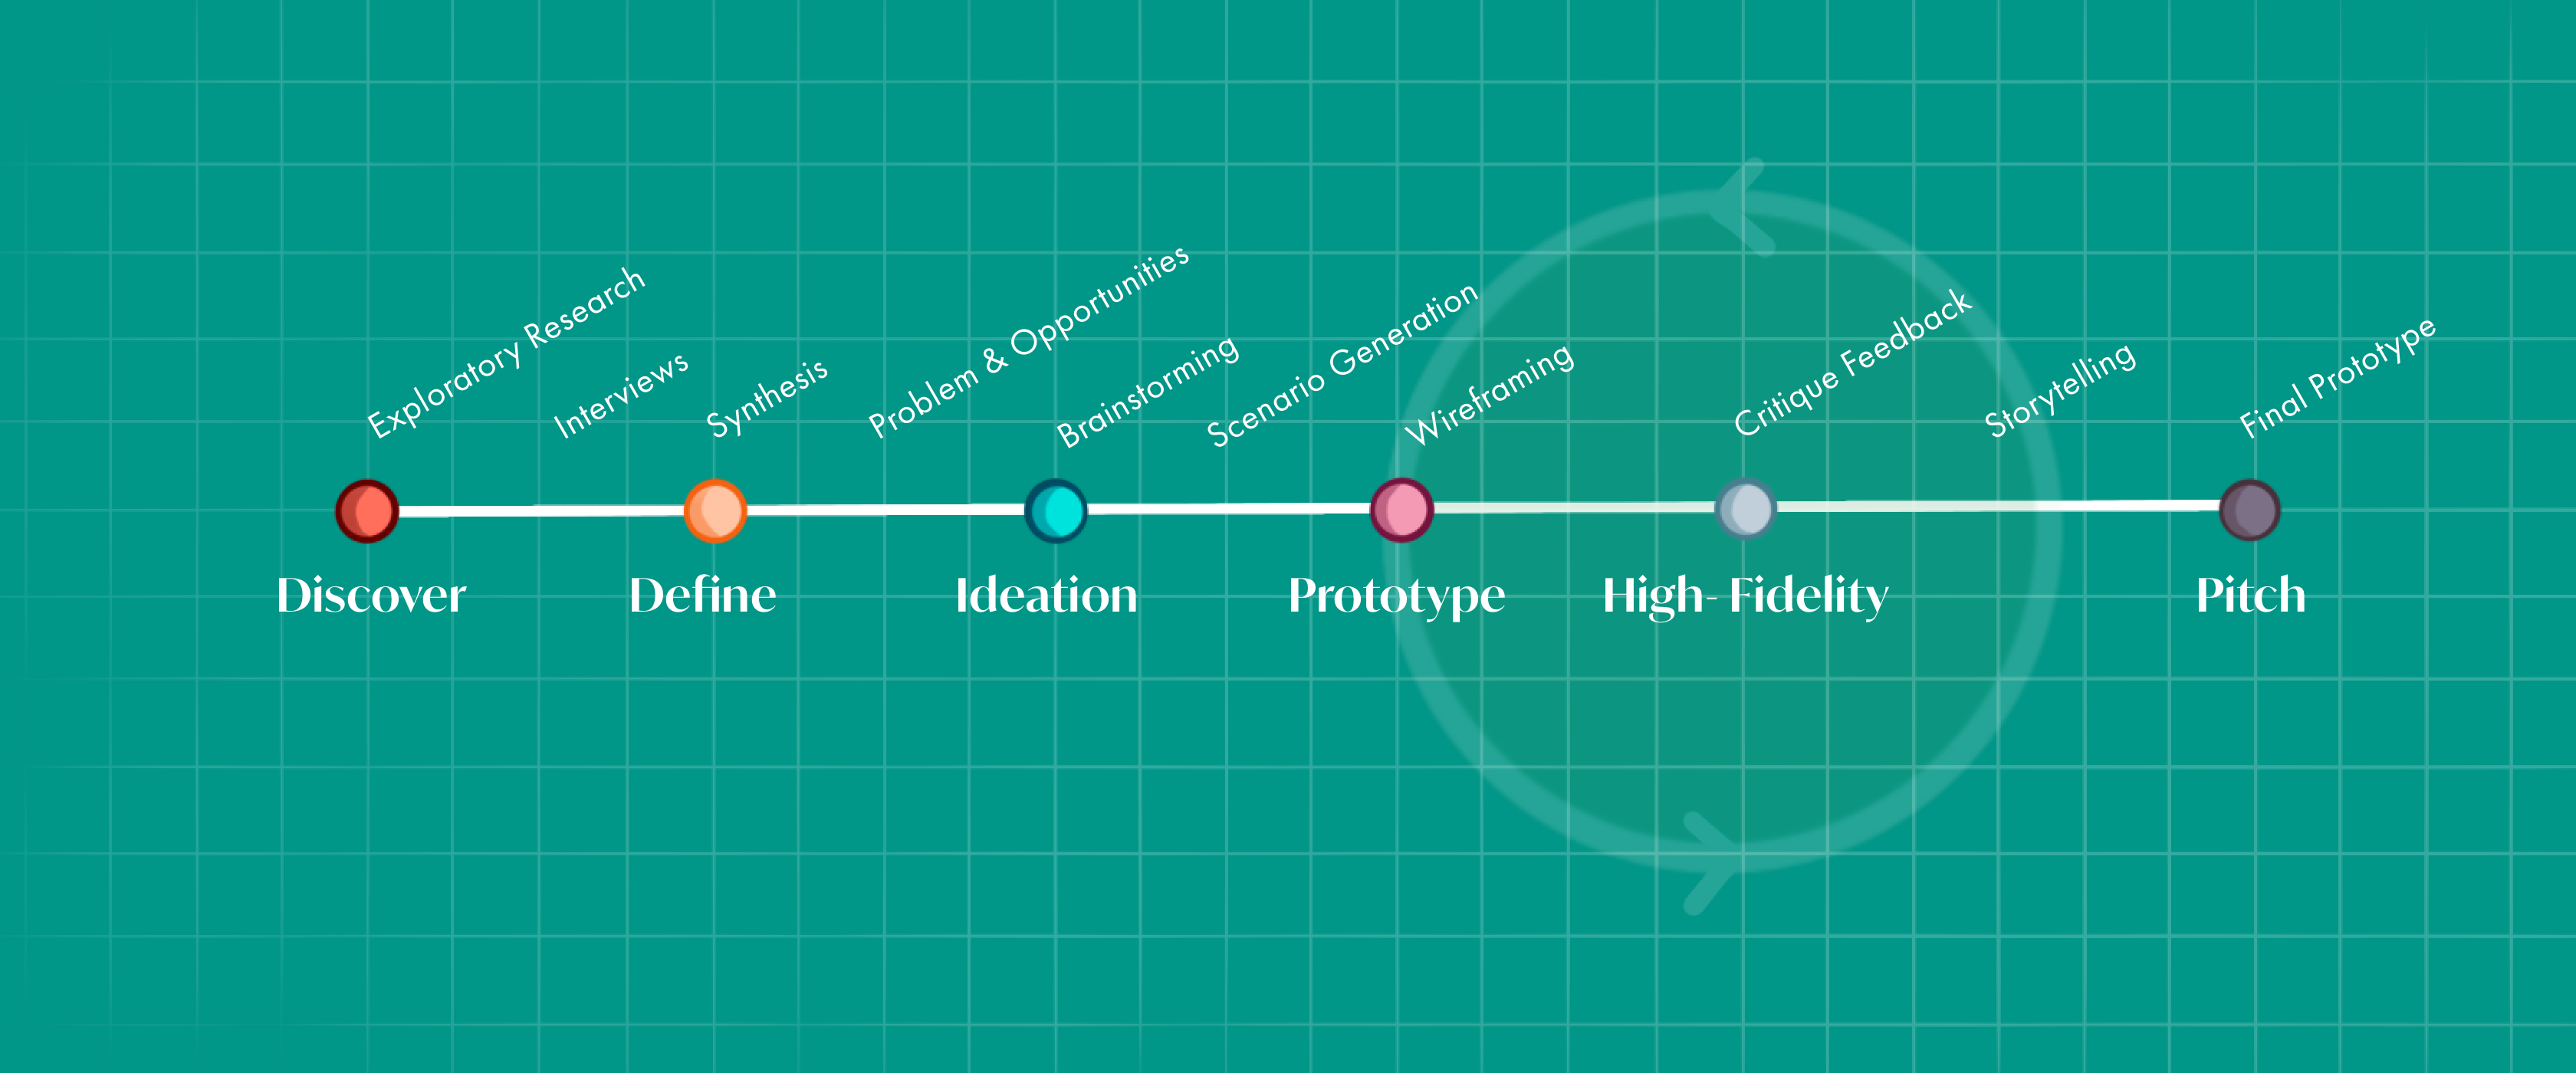 Exploratory Research
Interviews
Synthesis
Problem & Opportunities
Brainstorming
Scenario Generation
Wireframing
Critique Feedback
Storytelling
Final Prototype
Discover
Define
Ideation
Prototype
High- Fidelity
Pitch